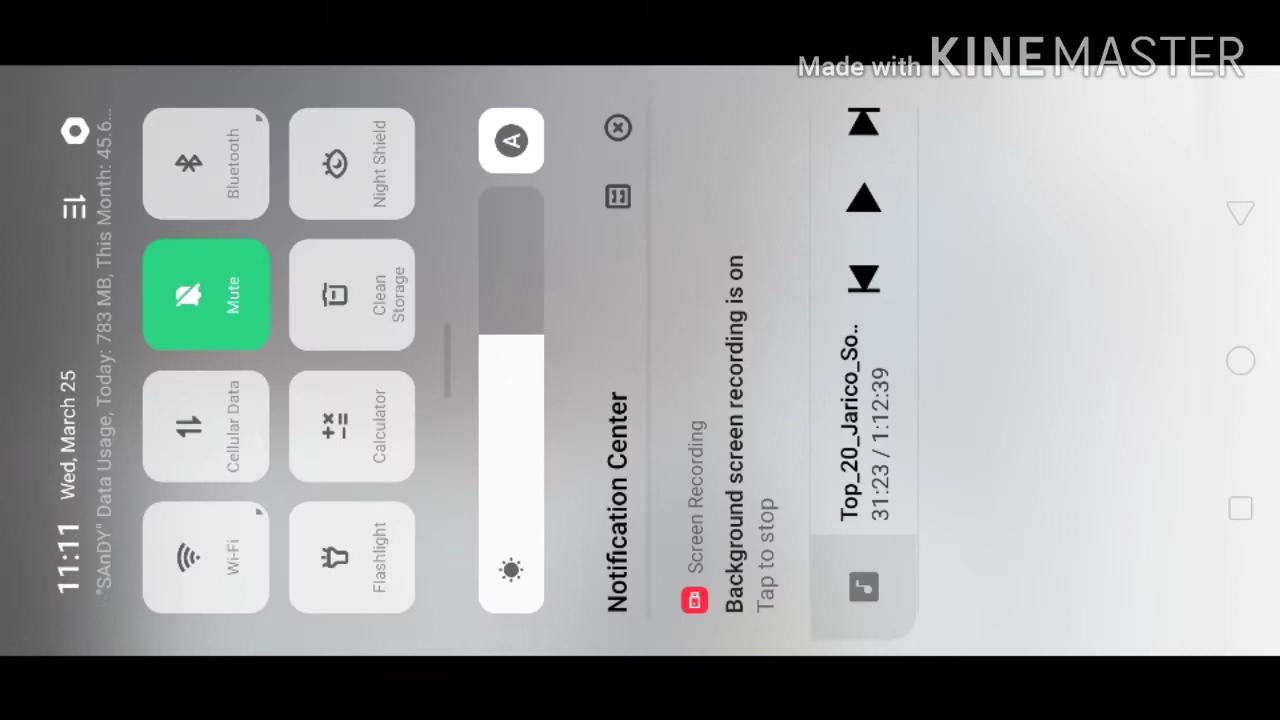 Made with KINEMASTER
11:11 Wed, March 25
"SAnDY" Data Usage, Today: 783 MB, This Month: 45.6...
Wi-Fi
Cellular Data
Mute
Bluetooth
Flashlight
Calculator
Clean
Storage
Night Shield
A
Notification Center
Screen Recording
Background screen recording is on
Tap to stop
Top_20_Jarico_So..
31:23 / 1:12:39